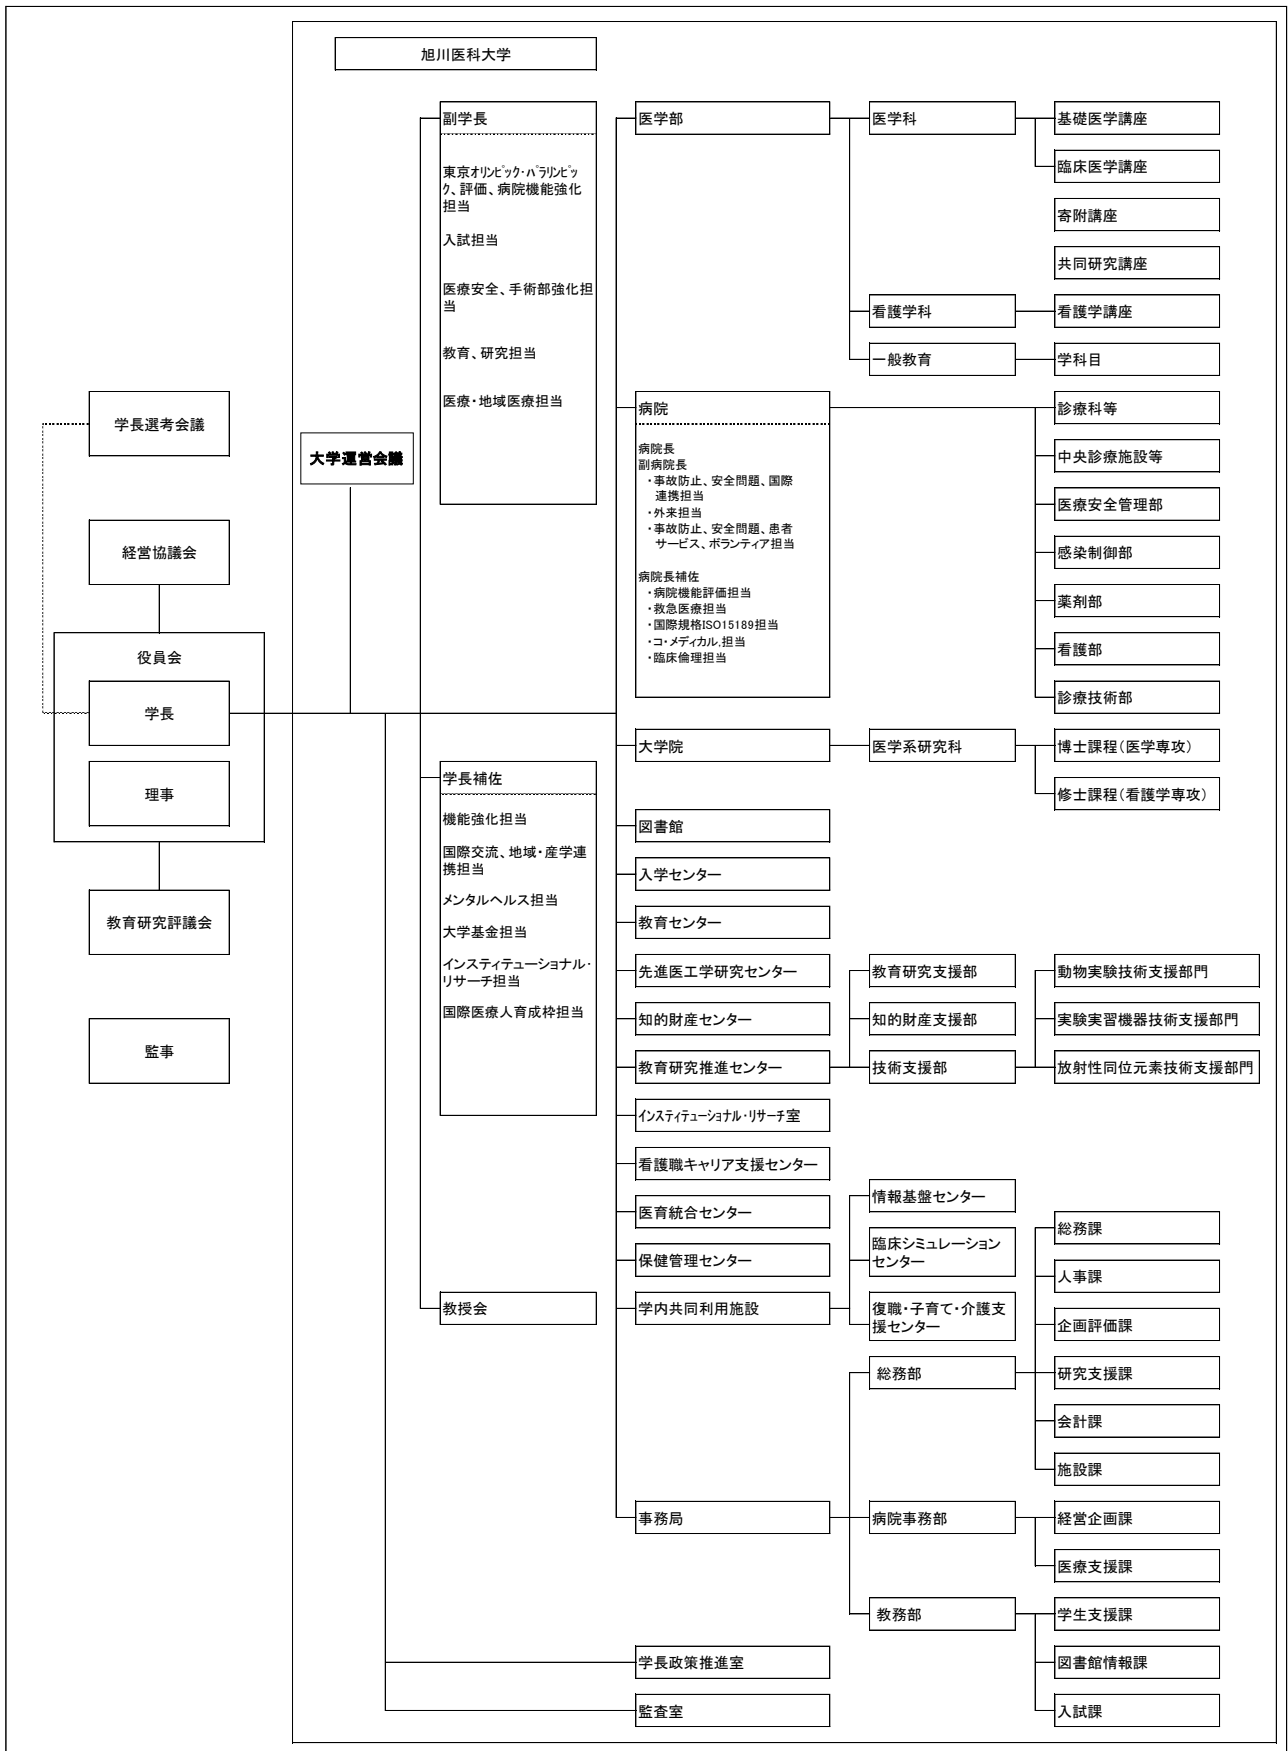 旭川医科大学
学長選考会議
経営協議会
役員会
学長
理事
教育研究評議会
監事
大学運営会議
副学長
東京オリンピック・パラリンピッ
ク、評価、病院機能強化
担当
入試担当
医療安全、手術部強化担
当
教育、研究担当
医療・地域医療担当
学長補佐
機能強化担当
国際交流、地域・産学連
携担当
メンタルヘルス担当
大学基金担当
インスティテューショナル・
リサーチ担当
国際医療人育成枠担当
教授会
医学部
医学科
基礎医学講座
臨床医学講座
寄附講座
共同研究講座
看護学科
看護学講座
一般教育
学科目
病院
病院長
副病院長
・事故防止、安全問題、国際
連携担当
・外来担当
・事故防止、安全問題、患者
サービス、ボランティア担当
病院長補佐
・病院機能評価担当
・救急医療担当
・国際規格ISO15189担当
・コ・メディカル,担当
・臨床倫理担当
診療科等
中央診療施設等
医療安全管理部
感染制御部
薬剤部
看護部
診療技術部
大学院
医学系研究科
博士課程(医学専攻)
修士課程(看護学専攻)
図書館
入学センター
教育センター
先進医工学研究センター
知的財産センター
教育研究推進センター
教育研究支援部
知的財産支援部
技術支援部
動物実験技術支援部門
実験実習機器技術支援部門
放射性同位元素技術支援部門
インスティテューショナル・リサーチ室
看護職キャリア支援センター
医育統合センター
保健管理センター
学内共同利用施設
情報基盤センター
臨床シミュレーション
センター
復職・子育て・介護支
援センター
事務局
総務部
総務課
人事課
企画評価課
研究支援課
会計課
施設課
病院事務部
経営企画課
医療支援課
教務部
学生支援課
図書館情報課
入試課
学長政策推進室
監査室